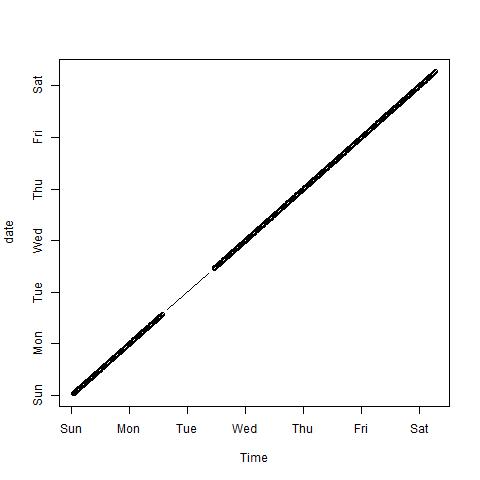 Sat
Fri
Thu
Wed
Tue
Mon
Sun
date
Sun Mon Tue Wed Thu Fri Sat
Time